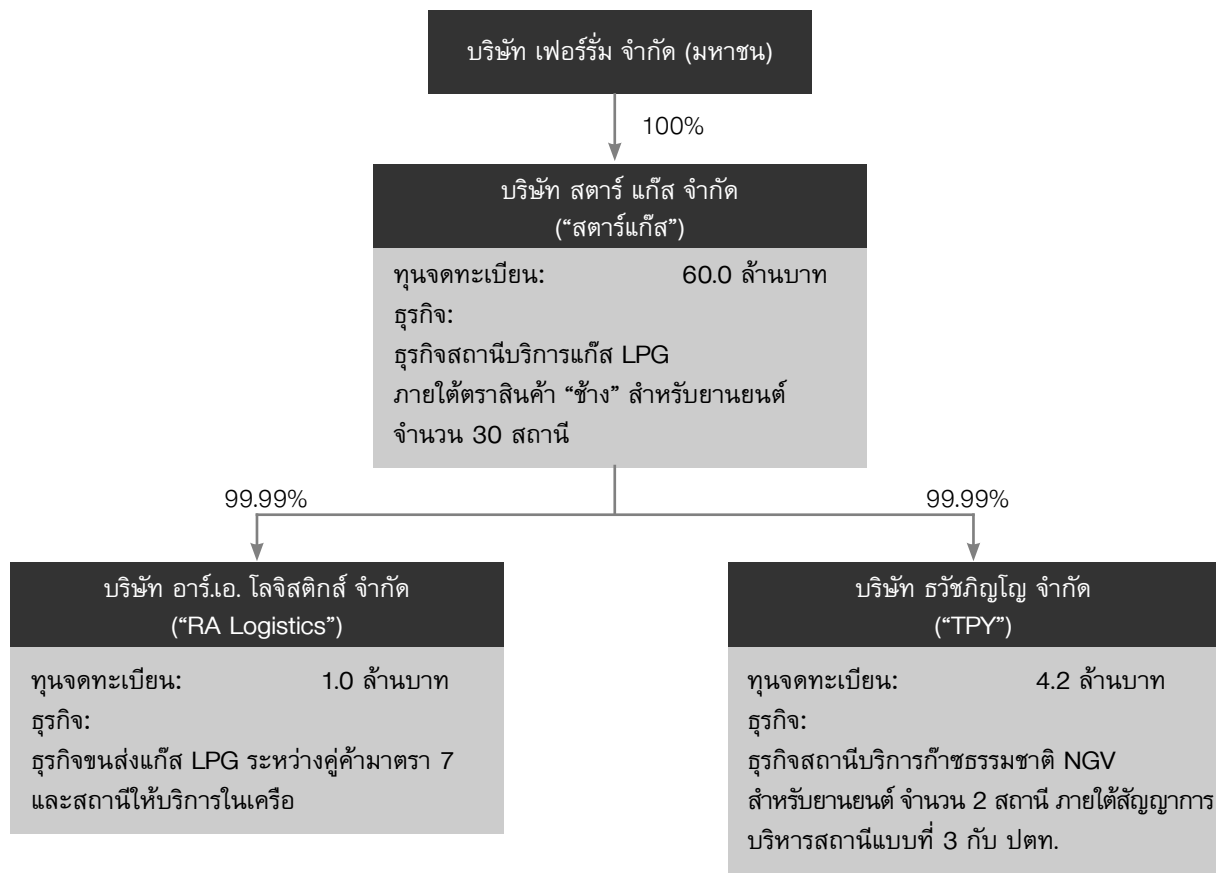 บริษัท เฟอร์รั่ม จำกัด (มหาชน)
100%
บริษัท สตาร์ แก๊ส จำกัด
(“สตาร์แก๊ส”)
ทุนจดทะเบียน: 60.0 ล้านบาท
ธุรกิจ:
ธุรกิจสถานีบริการแก๊ส LPG
ภายใต้ตราสินค้า “ช้าง” สำหรับยานยนต์
จำนวน 30 สถานี
99.99%
99.99%
บริษัท อาร์.เอ. โลจิสติกส์ จำกัด
(“RA Logistics”)
ทุนจดทะเบียน: 1.0 ล้านบาท
ธุรกิจ:
ธุรกิจขนส่งแก๊ส LPG ระหว่างคู่ค้ามาตรา 7
และสถานีให้บริการในเครือ
บริษัท ธวัชภิญโญ จำกัด
(“TPY”)
ทุนจดทะเบียน: 4.2 ล้านบาท
ธุรกิจ:
ธุรกิจสถานีบริการก๊าซธรรมชาติ NGV
สำหรับยานยนต์ จำนวน 2 สถานี ภายใต้สัญญาการ
บริหารสถานีแบบที่ 3 กับ ปตท.